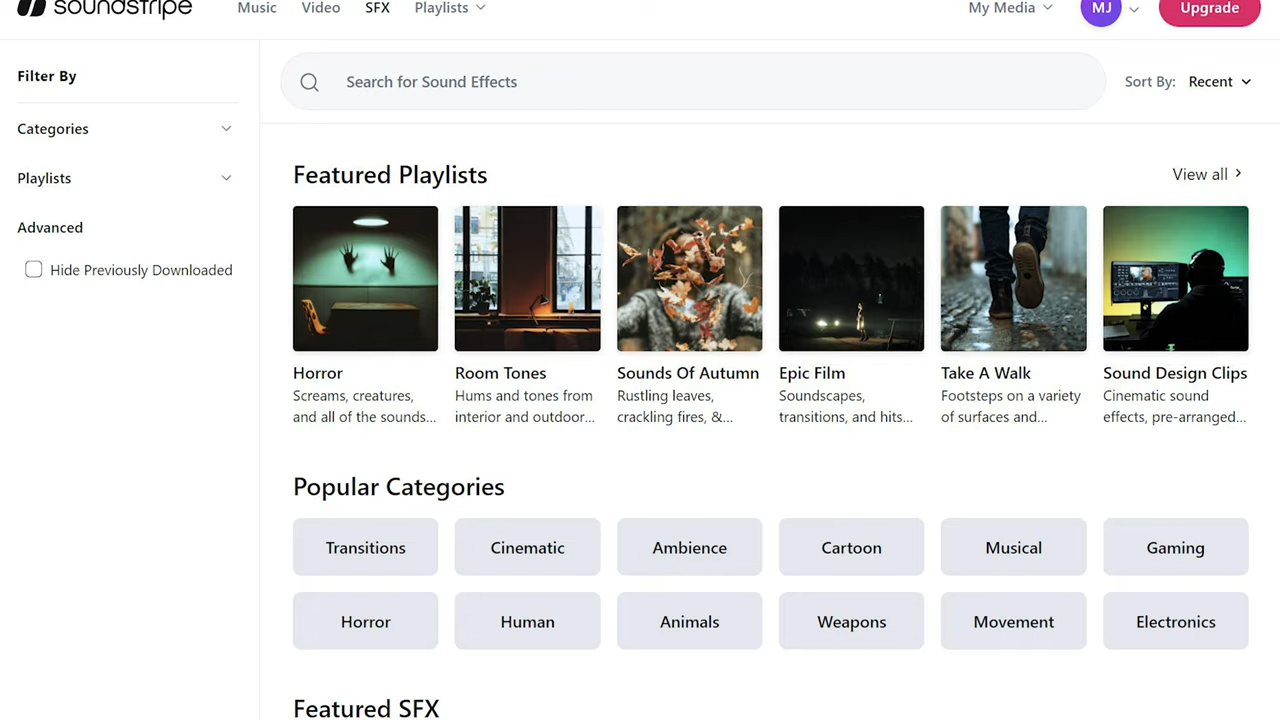 soundstripe
Music Video SFX Playlists My Media MJ Upgrade
Filter By
Categories
Playlists
Advanced
Hide Previously Downloaded
Search for Sound Effects Sort By: Recent
Featured Playlists View all
Horror
Screams, creatures,
and all of the sounds...
Room Tones
Hums and tones from
interior and outdoor...
Sounds Of Autumn
Rustling leaves,
crackling fires, &...
Epic Film
Soundscapes,
transitions, and hits...
Take A Walk
Footsteps on a variety
of surfaces and...
Sound Design Clips
Cinematic sound
effects, pre-arranged...
Popular Categories
Transitions Cinematic Ambience Cartoon Musical Gaming
Horror Human Animals Weapons Movement Electronics
Featured SFX